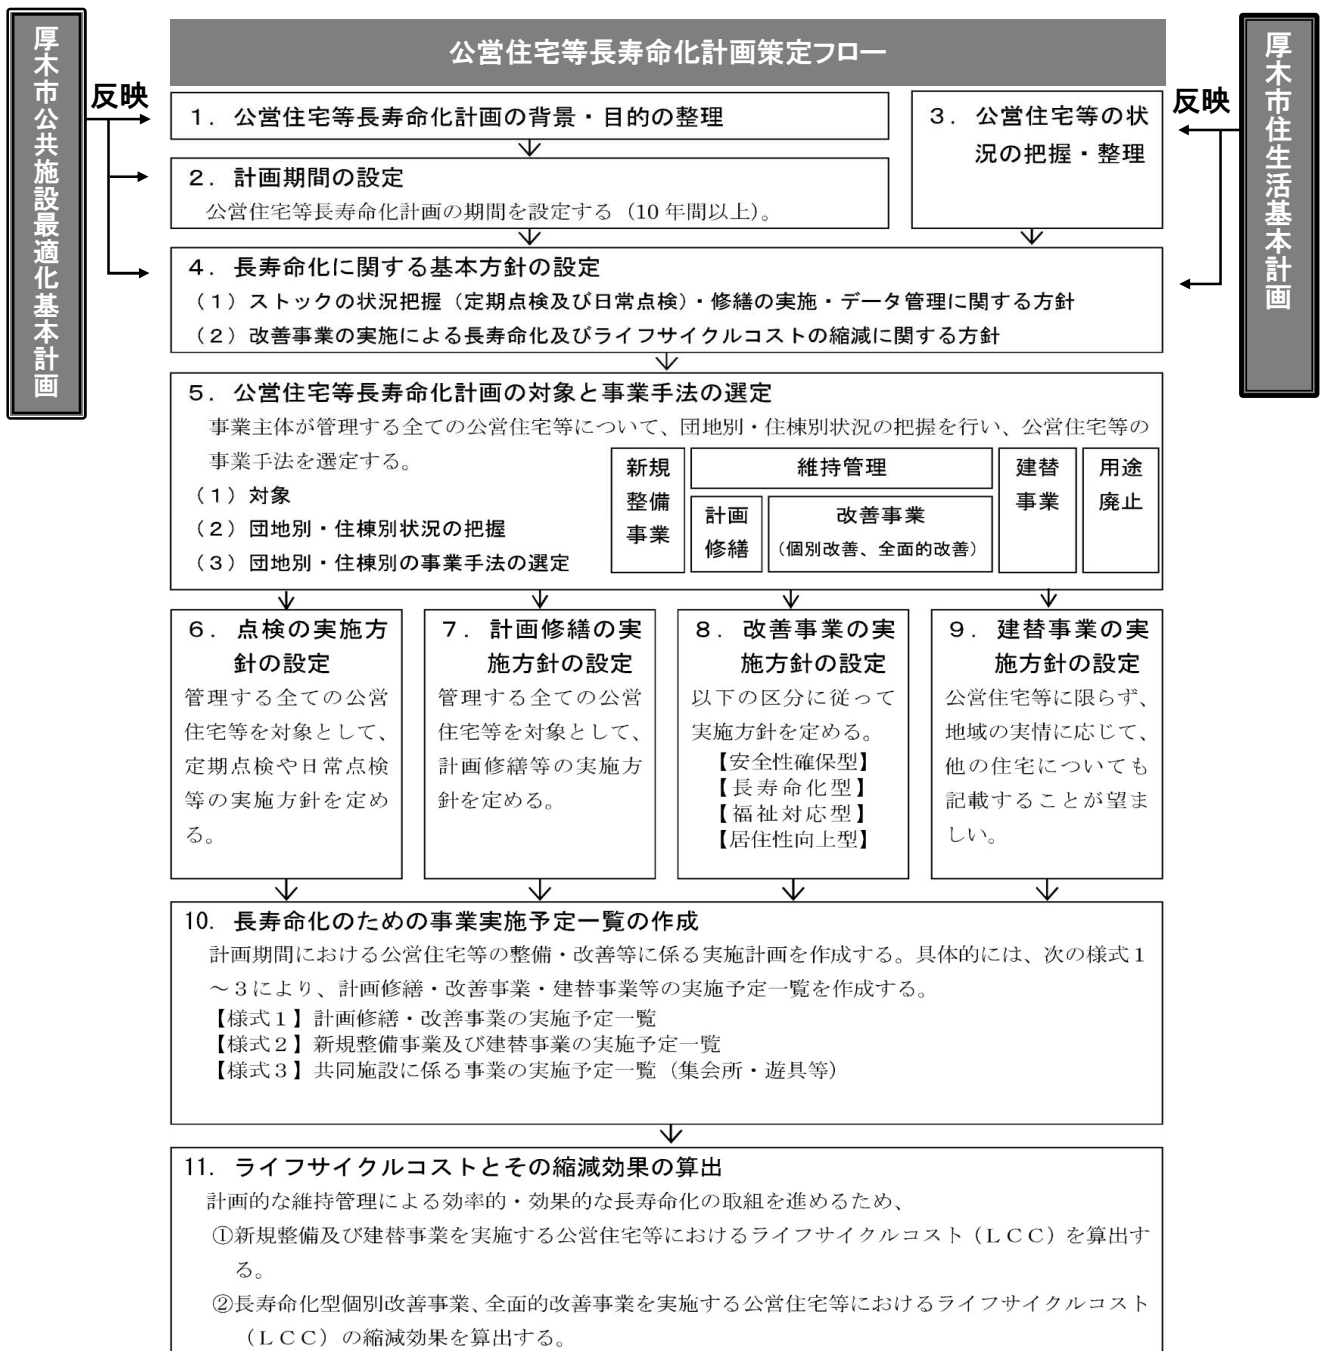 厚木市公共施設最適化基本計画
反映
公営住宅等長寿命化計画策定フロー
反映
厚木市住生活基本計画
１．公営住宅等長寿命化計画の背景・目的の整理
２．計画期間の設定
公営住宅等長寿命化計画の期間を設定する（10 年間以上）。
３．公営住宅等の状
況の把握・整理
４．長寿命化に関する基本方針の設定
（１）ストックの状況把握（定期点検及び日常点検）・修繕の実施・データ管理に関する方針
（２）改善事業の実施による長寿命化及びライフサイクルコストの縮減に関する方針
５．公営住宅等長寿命化計画の対象と事業手法の選定
事業主体が管理する全ての公営住宅等について、団地別・住棟別状況の把握を行い、公営住宅等の
事業手法を選定する。
（１）対象
（２）団地別・住棟別状況の把握
（３）団地別・住棟別の事業手法の選定
新規
整備
事業
維持管理
計画
修繕
改善事業
（個別改善、全面的改善）
建替
事業
用途
廃止
６．点検の実施方
針の設定
管理する全ての公営
住宅等を対象として、
定期点検や日常点検
等の実施方針を定め
る。
７．計画修繕の実
施方針の設定
管理する全ての公営
住宅等を対象として、
計画修繕等の実施方
針を定める。
８．改善事業の実
施方針の設定
以下の区分に従って
実施方針を定める。
【安全性確保型】
【長寿命化型】
【福祉対応型】
【居住性向上型】
９．建替事業の実
施方針の設定
公営住宅等に限らず、
地域の実情に応じて、
他の住宅についても
記載することが望ま
しい。
10．長寿命化のための事業実施予定一覧の作成
計画期間における公営住宅等の整備・改善等に係る実施計画を作成する。具体的には、次の様式１
～３により、計画修繕・改善事業・建替事業等の実施予定一覧を作成する。
【様式１】計画修繕・改善事業の実施予定一覧
【様式２】新規整備事業及び建替事業の実施予定一覧
【様式３】共同施設に係る事業の実施予定一覧（集会所・遊具等）
11．ライフサイクルコストとその縮減効果の算出
計画的な維持管理による効率的・効果的な長寿命化の取組を進めるため、
①新規整備及び建替事業を実施する公営住宅等におけるライフサイクルコスト（ＬＣＣ）を算出す
る。
②長寿命化型個別改善事業、全面的改善事業を実施する公営住宅等におけるライフサイクルコスト
（ＬＣＣ）の縮減効果を算出する。